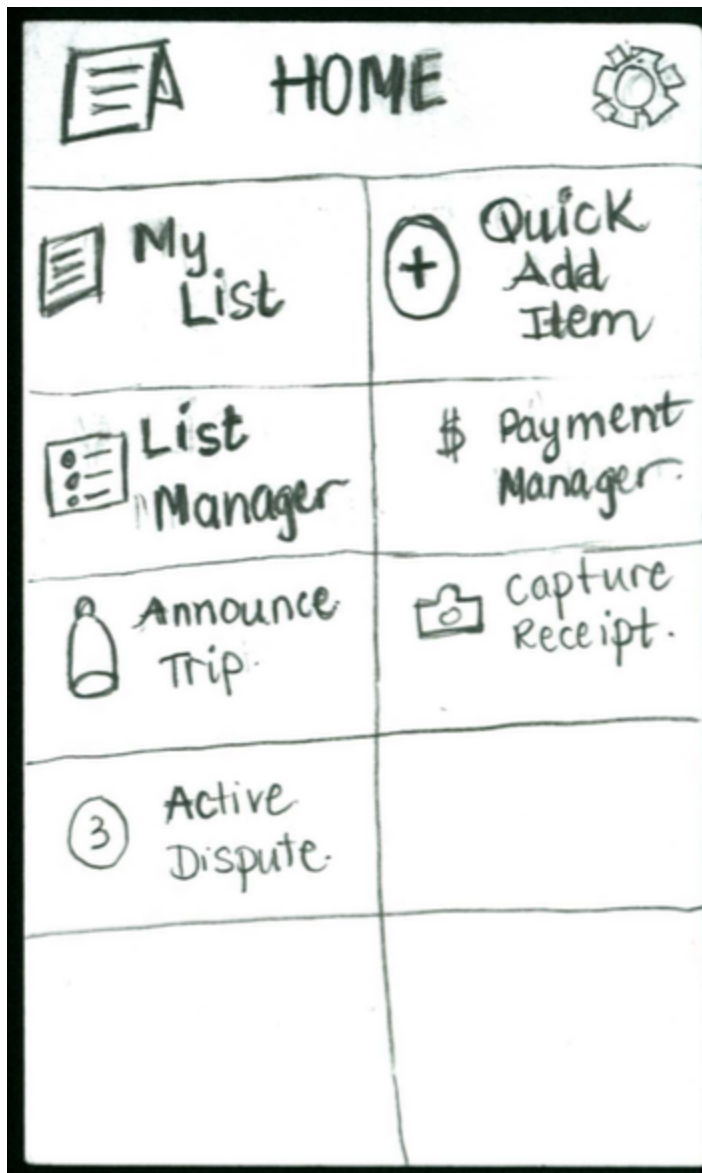 HOME
My
List
+
Quick
Add
Item
List
Manager
$ Payment
Manager.
Announce
Trip.
Capture
Receipt.
3
Active
Dispute.